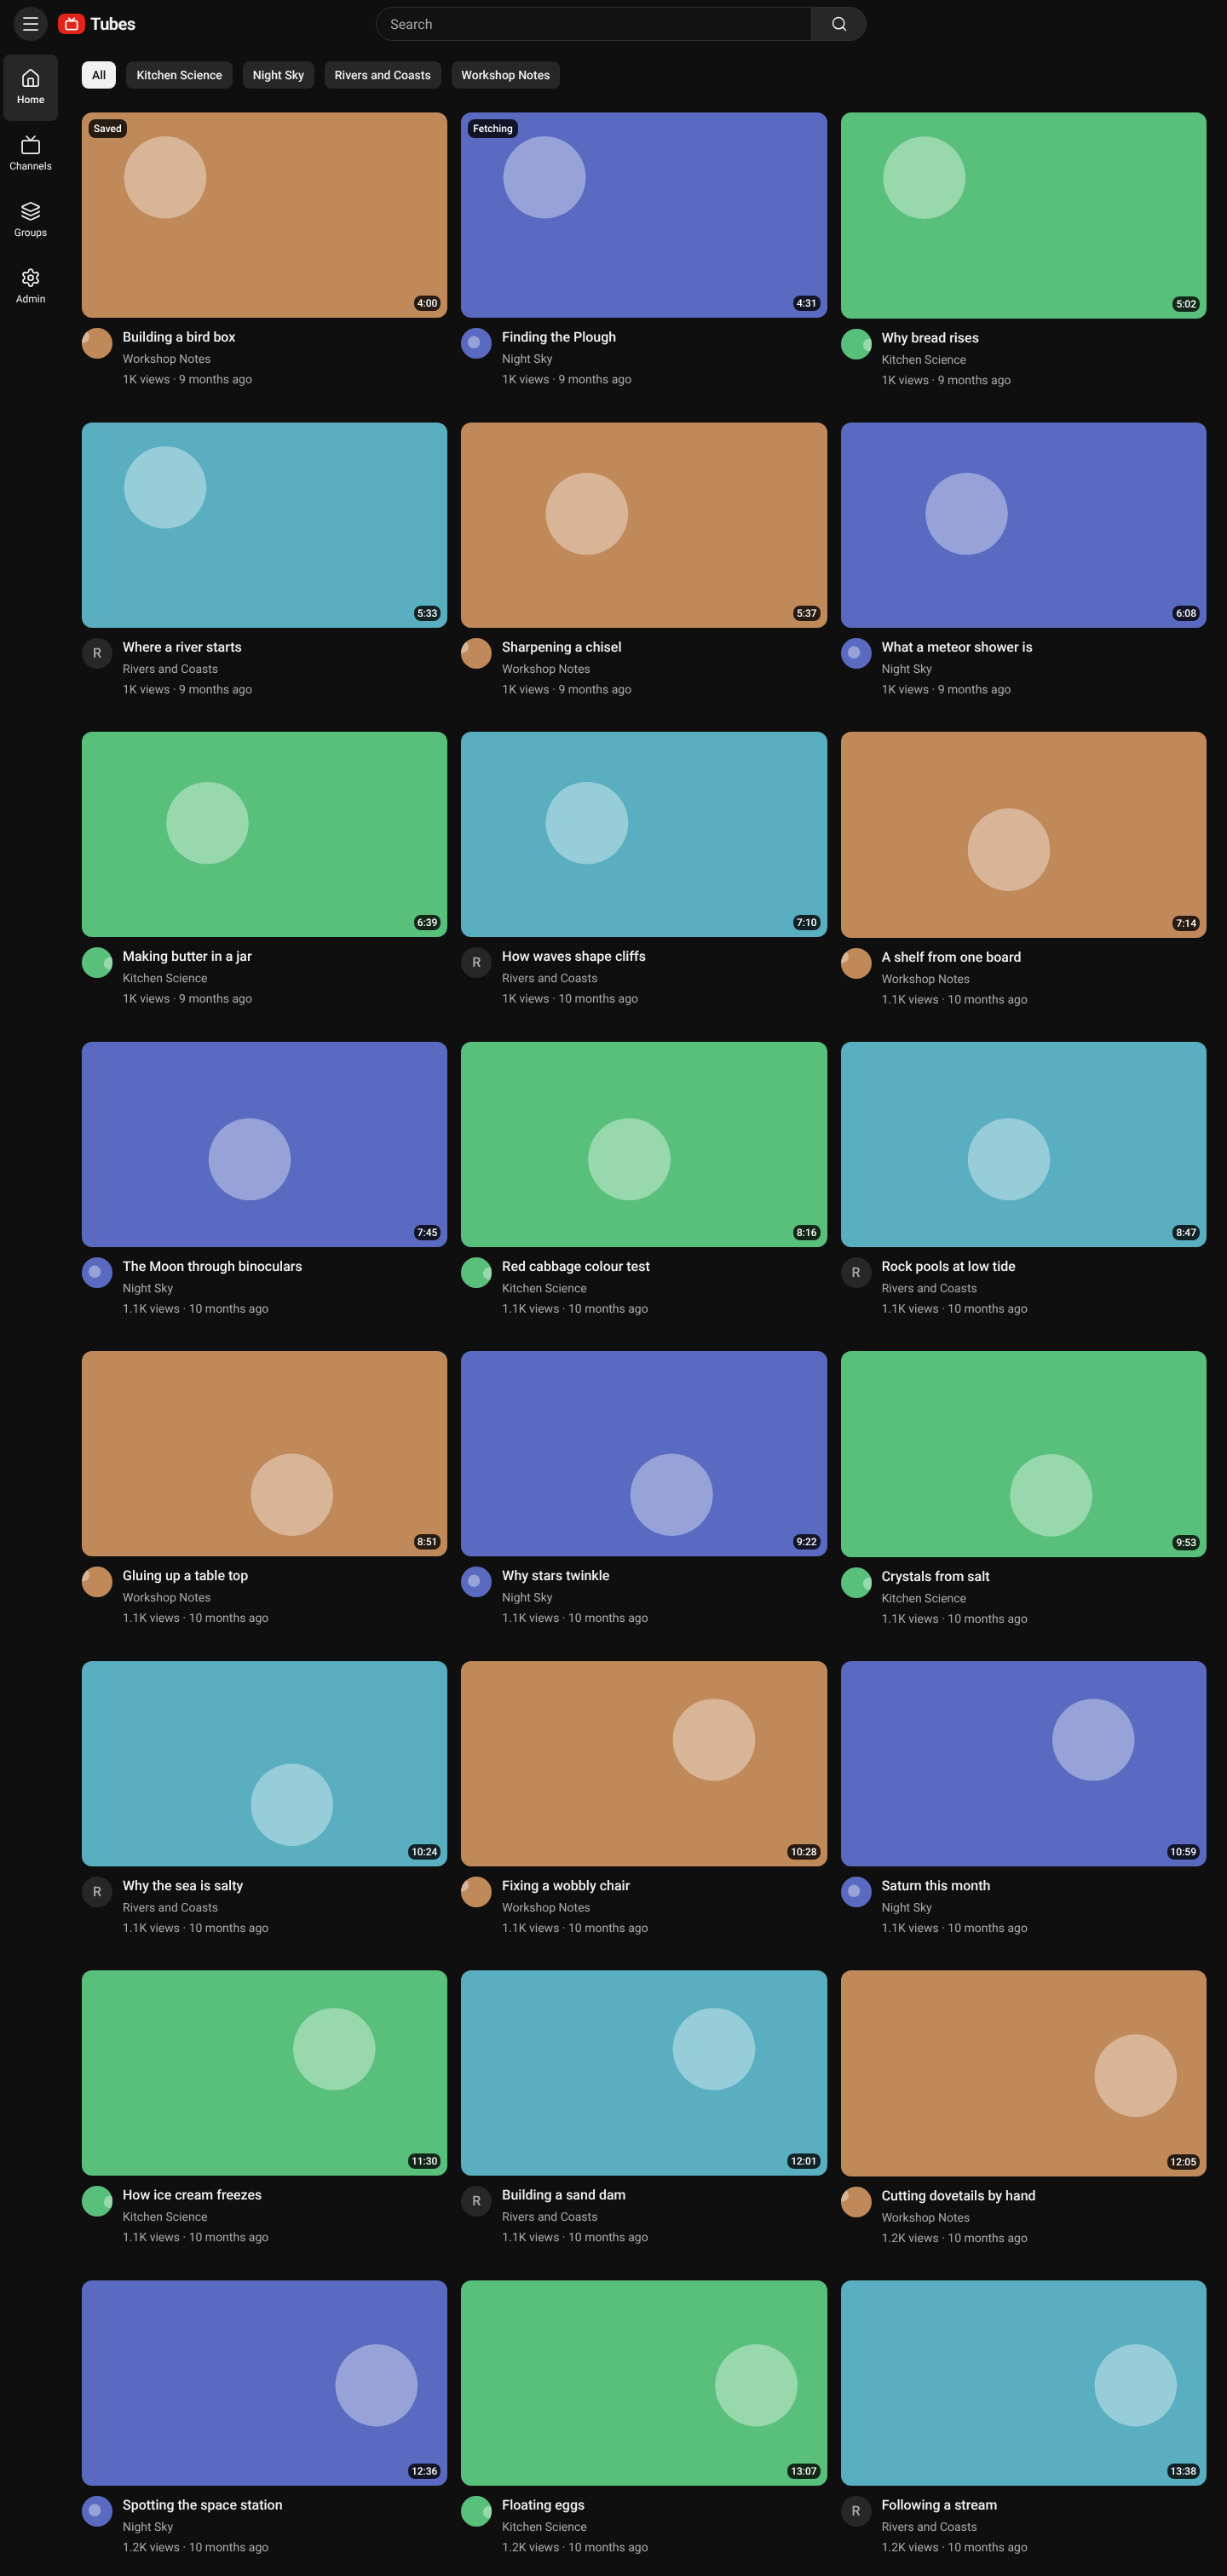 Tubes
Search
Home
Channels
Groups
Admin
All
Kitchen Science
Night Sky
Rivers and Coasts
Workshop Notes
Saved
4:00
Building a bird box
Workshop Notes
1K views · 9 months ago
Fetching
4:31
Finding the Plough
Night Sky
1K views · 9 months ago
5:02
Why bread rises
Kitchen Science
1K views · 9 months ago
5:33
R
Where a river starts
Rivers and Coasts
1K views · 9 months ago
5:37
Sharpening a chisel
Workshop Notes
1K views · 9 months ago
6:08
What a meteor shower is
Night Sky
1K views · 9 months ago
6:39
Making butter in a jar
Kitchen Science
1K views · 9 months ago
7:10
R
How waves shape cliffs
Rivers and Coasts
1K views · 10 months ago
7:14
A shelf from one board
Workshop Notes
1.1K views · 10 months ago
7:45
The Moon through binoculars
Night Sky
1.1K views · 10 months ago
8:16
Red cabbage colour test
Kitchen Science
1.1K views · 10 months ago
8:47
R
Rock pools at low tide
Rivers and Coasts
1.1K views · 10 months ago
8:51
Gluing up a table top
Workshop Notes
1.1K views · 10 months ago
9:22
Why stars twinkle
Night Sky
1.1K views · 10 months ago
9:53
Crystals from salt
Kitchen Science
1.1K views · 10 months ago
10:24
R
Why the sea is salty
Rivers and Coasts
1.1K views · 10 months ago
10:28
Fixing a wobbly chair
Workshop Notes
1.1K views · 10 months ago
10:59
Saturn this month
Night Sky
1.1K views · 10 months ago
11:30
How ice cream freezes
Kitchen Science
1.1K views · 10 months ago
12:01
R
Building a sand dam
Rivers and Coasts
1.1K views · 10 months ago
12:05
Cutting dovetails by hand
Workshop Notes
1.2K views · 10 months ago
12:36
Spotting the space station
Night Sky
1.2K views · 10 months ago
13:07
Floating eggs
Kitchen Science
1.2K views · 10 months ago
13:38
R
Following a stream
Rivers and Coasts
1.2K views · 10 months ago